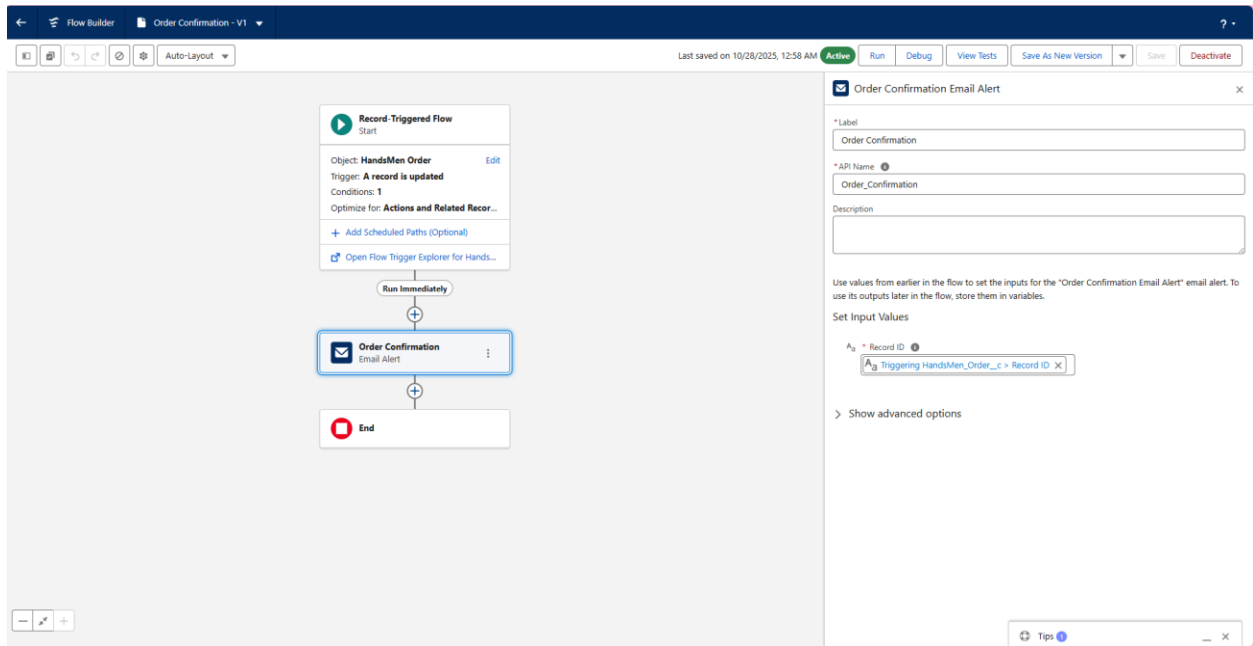 Flow Builder
Order Confirmation - V1
?
Auto-Layout
Last saved on 10/28/2025, 12:58 AM
Active
Run
Debug
View Tests
Save As New Version
Save
Deactivate
Record-Triggered Flow
Start
Object: HandsMen Order
Edit
Trigger: A record is updated
Conditions: 1
Optimize for: Actions and Related Recor...
+ Add Scheduled Paths (Optional)
Open Flow Trigger Explorer for Hands...
Run Immediately
Order Confirmation
Email Alert
End
Order Confirmation Email Alert
* Label
Order Confirmation
* API Name
Order_Confirmation
Description
Use values from earlier in the flow to set the inputs for the "Order Confirmation Email Alert" email alert. To
use its outputs later in the flow, store them in variables.
Set Input Values
Aa * Record ID
Aa Triggering HandsMen_Order__c > Record ID
Show advanced options
Tips 1